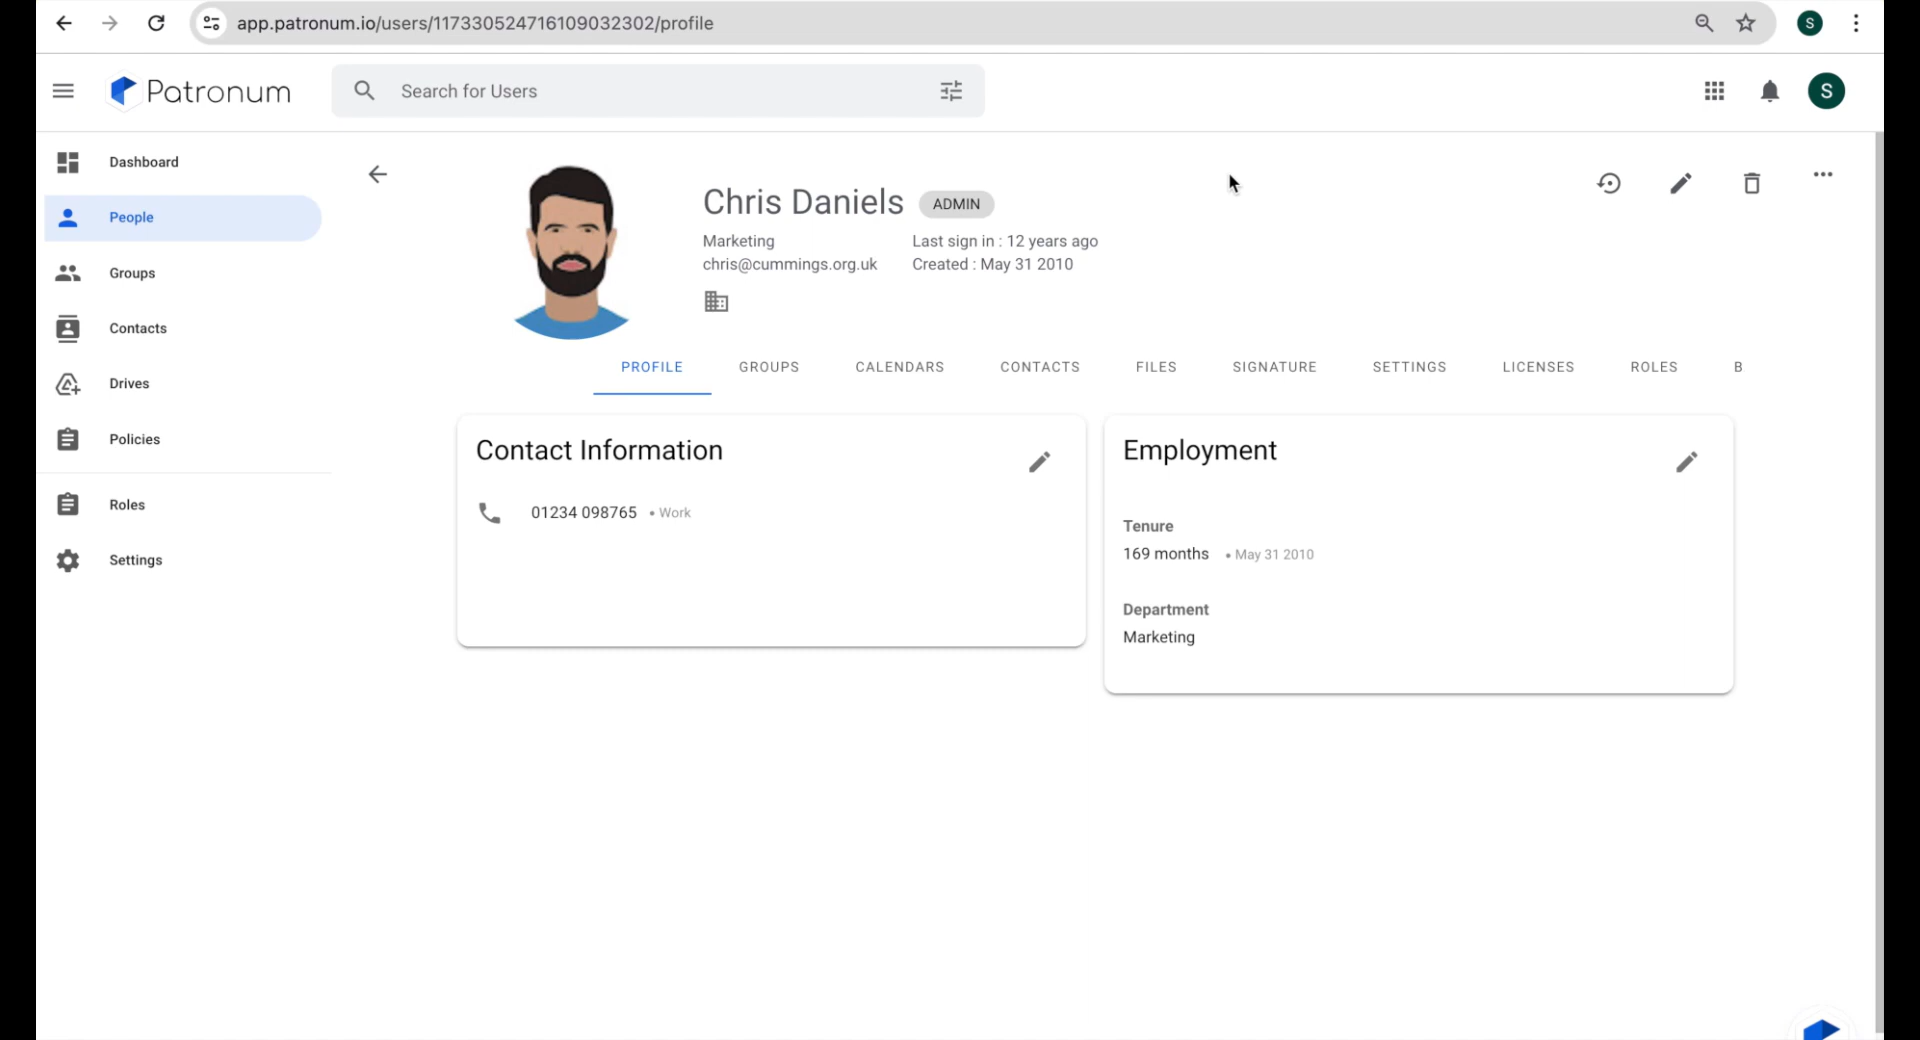 app.patronum.io/users/117330524716109032302/profile
S
Patronum
Search for Users
S
Dashboard
People
Groups
Contacts
Drives
Policies
Roles
Settings
Chris Daniels ADMIN
Marketing Last sign in : 12 years ago
chris@cummings.org.uk Created : May 31 2010
PROFILE GROUPS CALENDARS CONTACTS FILES SIGNATURE SETTINGS LICENSES ROLES B
Contact Information
01234 098765 • Work
Employment
Tenure
169 months • May 31 2010
Department
Marketing